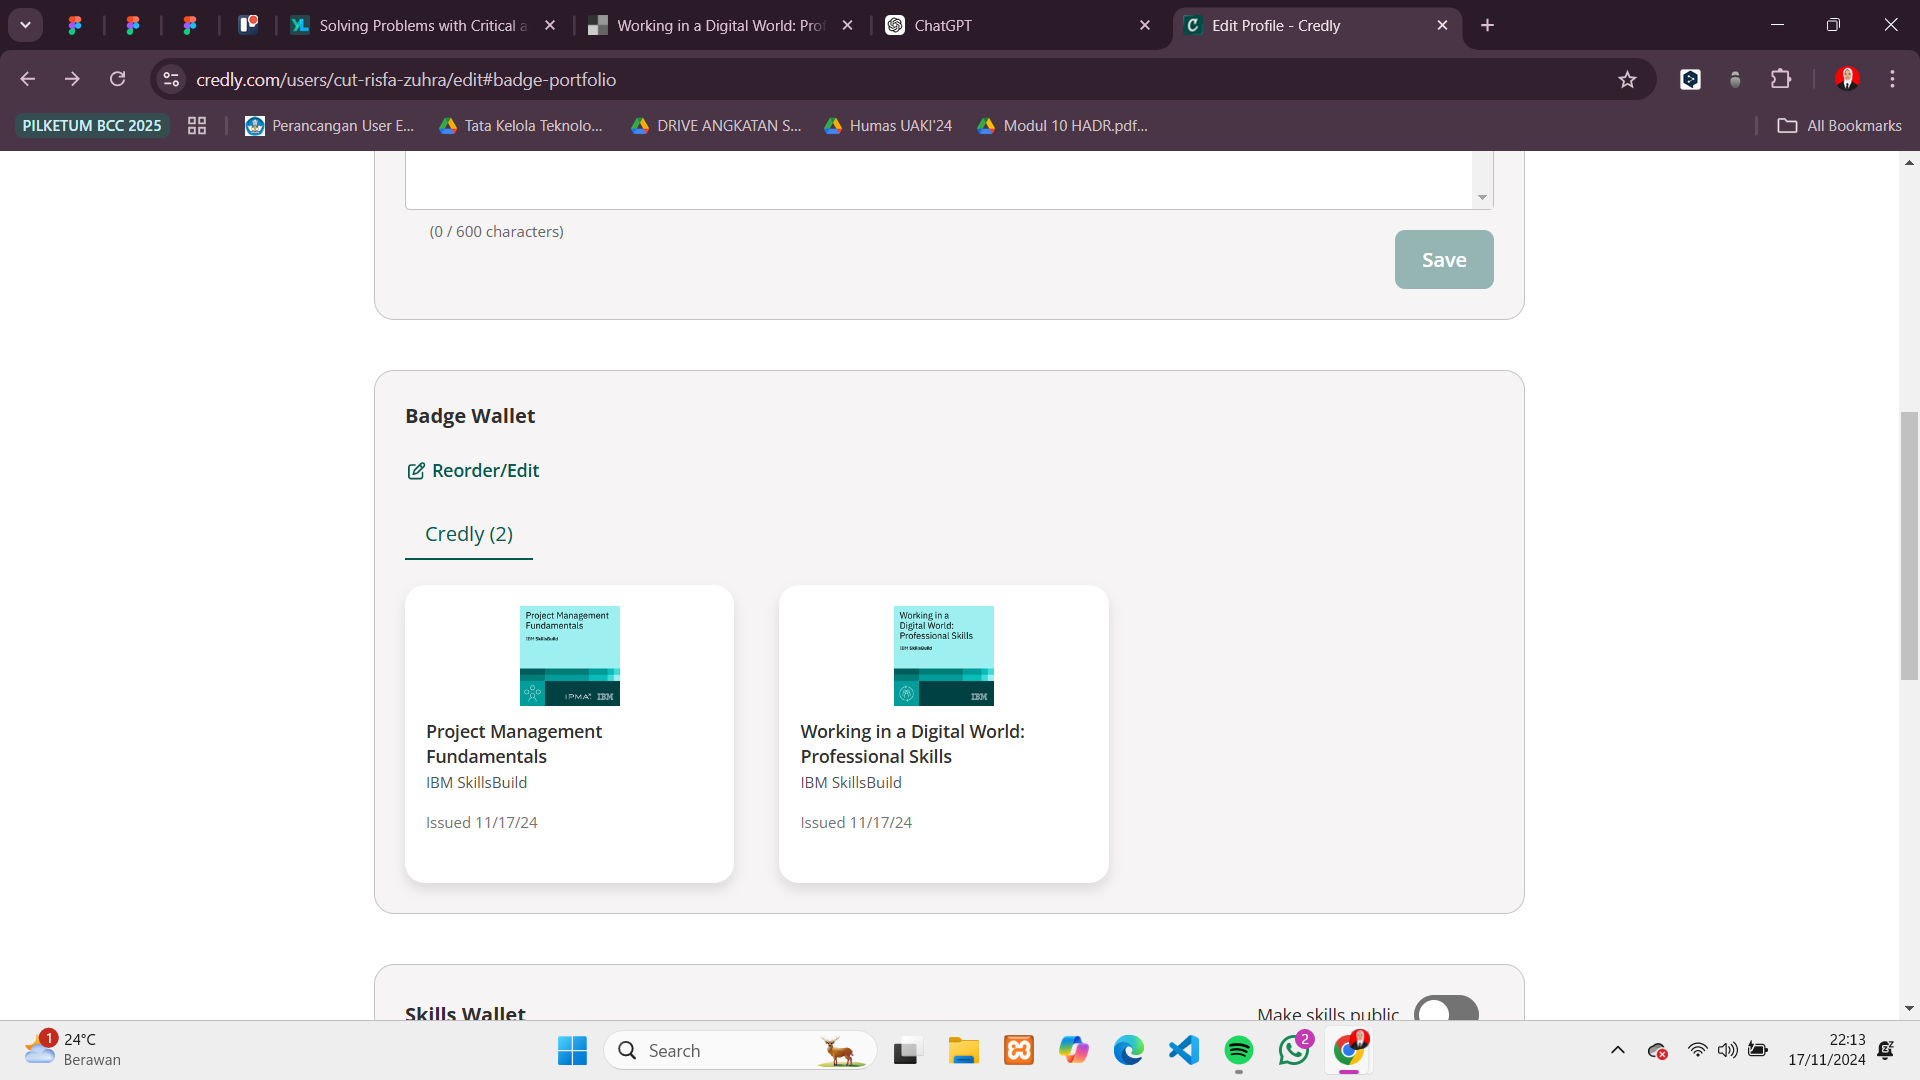 Solving Problems with Critical a
Working in a Digital World: Prof
ChatGPT
Edit Profile - Credly
credly.com/users/cut-risfa-zuhra/edit#badge-portfolio
PILKETUM BCC 2025
Perancangan User E...
Tata Kelola Teknolo...
DRIVE ANGKATAN S...
Humas UAKI'24
Modul 10 HADR.pdf...
All Bookmarks
(0 / 600 characters)
Save
Badge Wallet
Reorder/Edit
Credly (2)
Project Management
Fundamentals
IBM SkillsBuild
IPMA IBM
Working in a
Digital World:
Professional Skills
IBM SkillsBuild
IBM
Project Management
Fundamentals
IBM SkillsBuild
Issued 11/17/24
Working in a Digital World:
Professional Skills
IBM SkillsBuild
Issued 11/17/24
Skills Wallet
Make skills public
1
24°C
Berawan
Search
2
22:13
17/11/2024